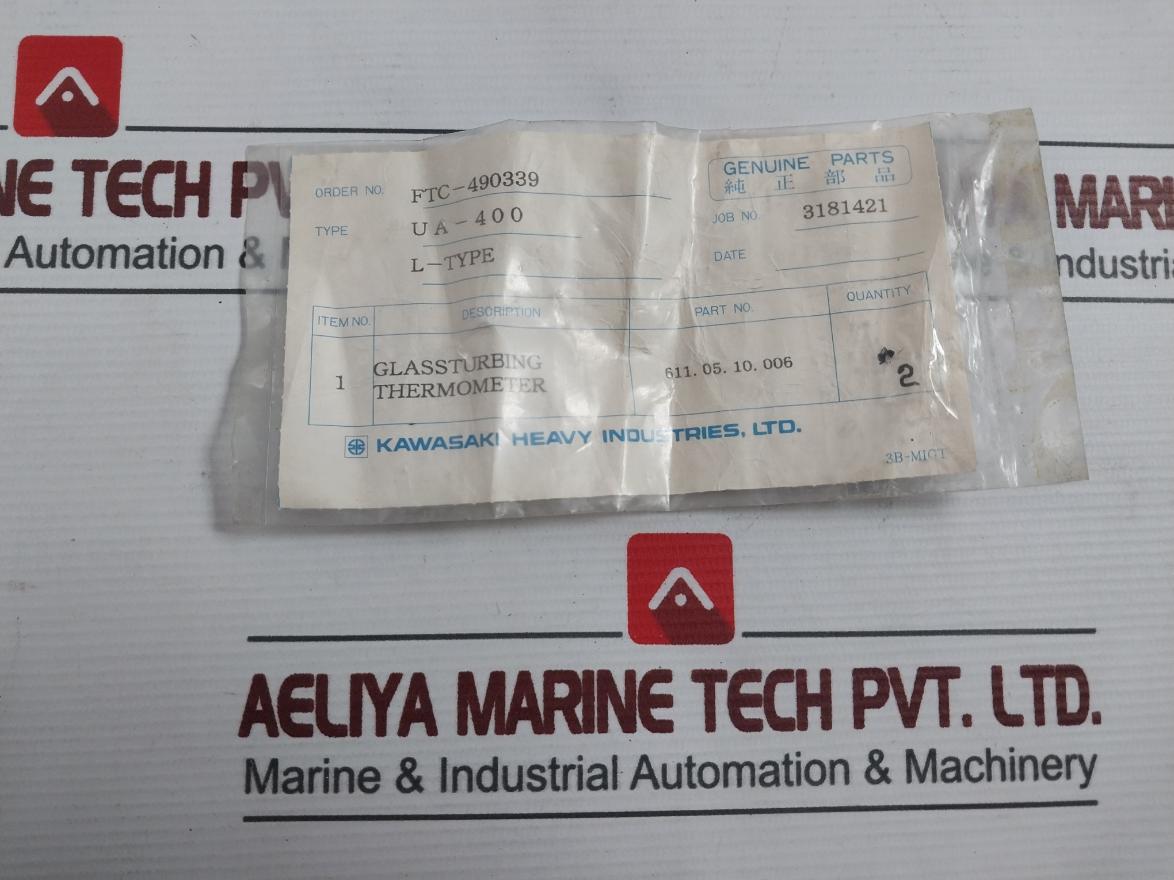 NE TECH PV
Automation &
MARI
ndustri
ORDER NO. FTC-490339
TYPE UA-400
L-TYPE
GENUINE PARTS
純正部品
JOB NO. 3181421
DATE
ITEM NO. DESCRIPTION PART NO. QUANTITY
1 GLASSTURBING THERMOMETER 611.05.10.006 2
KAWASAKI HEAVY INDUSTRIES, LTD.
3B-MIGT
AELIYA MARINE TECH PVT. LTD.
Marine & Industrial Automation & Machinery